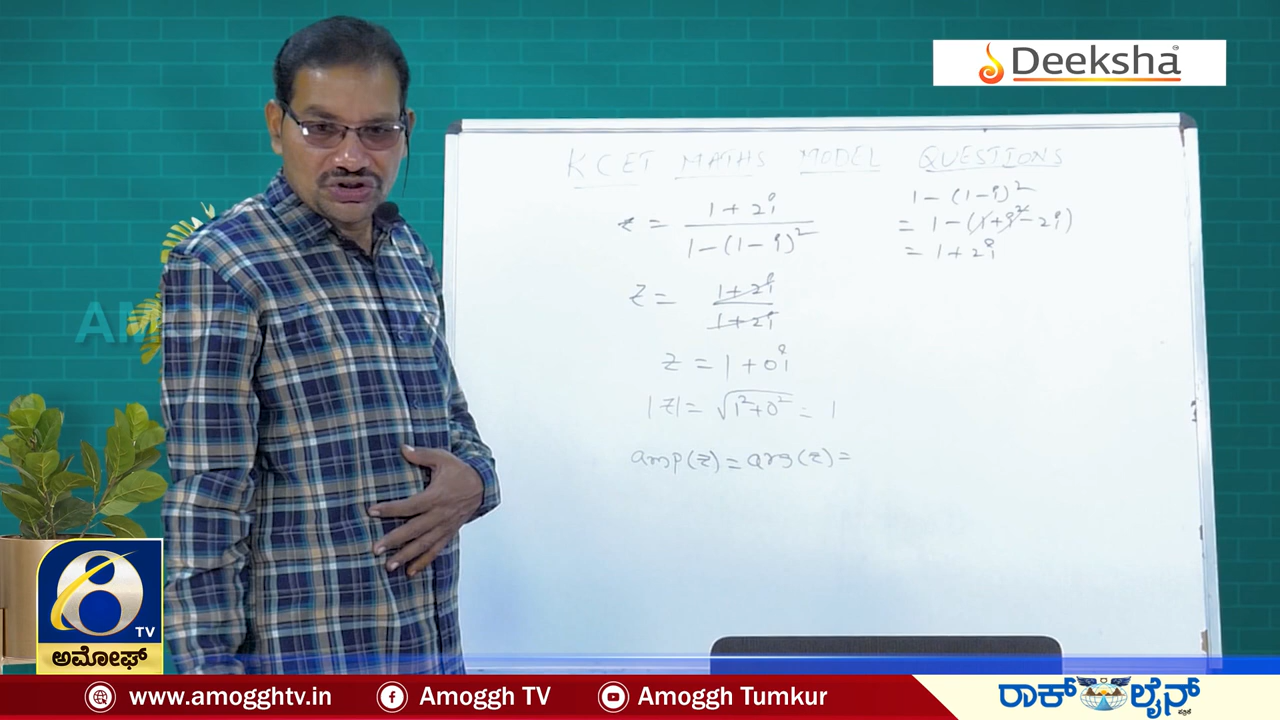 Deeksha
KCET MATHS MODEL QUESTIONS
z = (1+2i)/(1-(1-i)²)
1-(1-i)²
= 1-(1+i²-2i)
= 1+2i
Z = (1+2i)/(1+2i)
z = 1+0i
|z| = √(1²+0²) = 1
amp(z) = arg(z) =
8
TV
ಅಮೋಘ್
www.amogghtv.in
Amoggh TV
Amoggh Tumkur
ರಾಕ್ ಲೈನ್